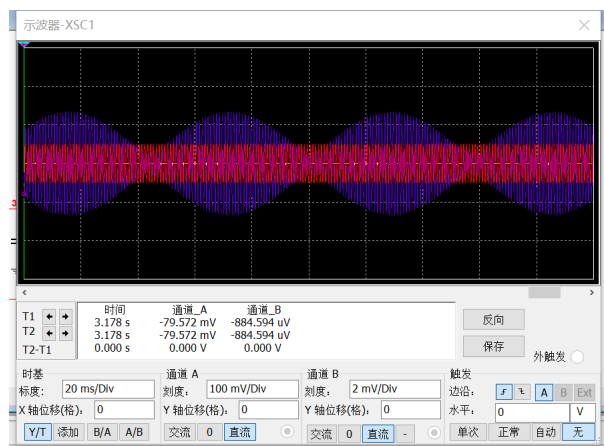 示波器-XSC1
时间 通道_A 通道_B
T1 3.178 s -79.572 mV -884.594 uV
T2 3.178 s -79.572 mV -884.594 uV
T2-T1 0.000 s 0.000 V 0.000 V
反向
保存
外触发
时基 通道 A 通道 B 触发
标度: 20 ms/Div 刻度: 100 mV/Div 刻度: 2 mV/Div 边沿: A B Ext
X 轴位移(格): 0 Y 轴位移(格): 0 Y 轴位移(格): 0 水平: 0 V
Y/T 添加 B/A A/B 交流 0 直流 交流 0 直流 - 单次 正常 自动 无